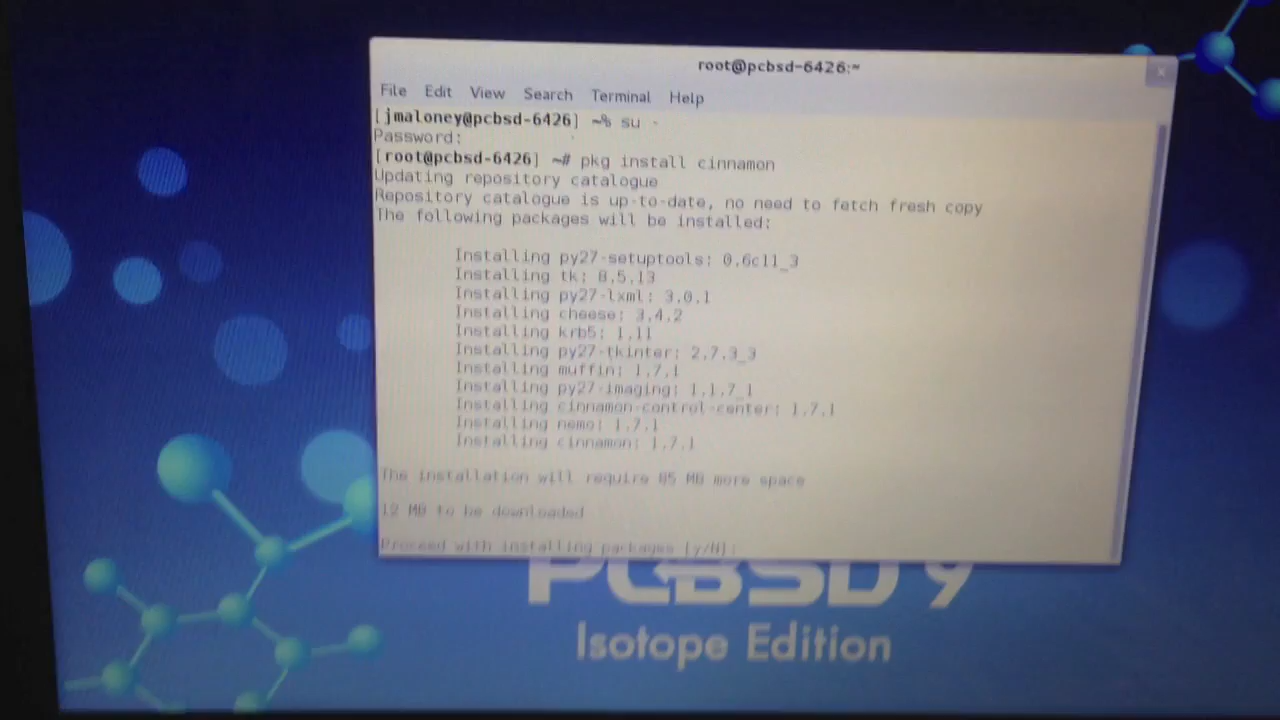 root@pcbsd-6426:~
File Edit View Search Terminal Help
[jmaloney@pcbsd-6426] ~% su -
Password:
[root@pcbsd-6426] ~# pkg install cinnamon
Updating repository catalogue
Repository catalogue is up-to-date, no need to fetch fresh copy
The following packages will be installed:
Installing py27-setuptools: 0.6c11_3
Installing tk: 8.5.13
Installing py27-lxml: 3.0.1
Installing cheese: 3.4.2
Installing krb5: 1.11
Installing py27-tkinter: 2.7.3_3
Installing muffin: 1.7.1
Installing py27-imaging: 1.1.7_1
Installing cinnamon-control-center: 1.7.1
Installing nemo: 1.7.1
Installing cinnamon: 1.7.1
The installation will require 85 MB more space
12 MB to be downloaded
Proceed with installing packages [y/N]:
PCBSD 9
Isotope Edition